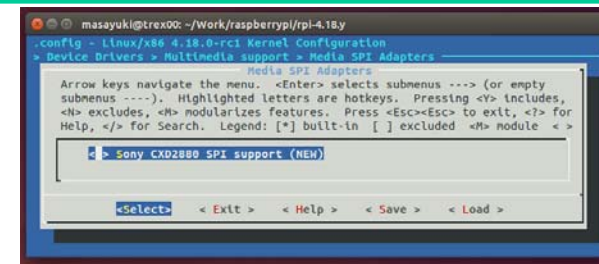 masayuki@trex00: ~/Work/raspberrypi/rpi-4.18.y
.config - Linux/x86 4.18.0-rc1 Kernel Configuration
> Device Drivers > Multimedia support > Media SPI Adapters
Media SPI Adapters
Arrow keys navigate the menu.  <Enter> selects submenus ---> (or empty
submenus ----).  Highlighted letters are hotkeys.  Pressing <Y> includes,
<N> excludes, <M> modularizes features.  Press <Esc><Esc> to exit, <?> for
Help, </> for Search.  Legend: [*] built-in  [ ] excluded  <M> module  < >
< > Sony CXD2880 SPI support (NEW)
<Select>    < Exit >    < Help >    < Save >    < Load >